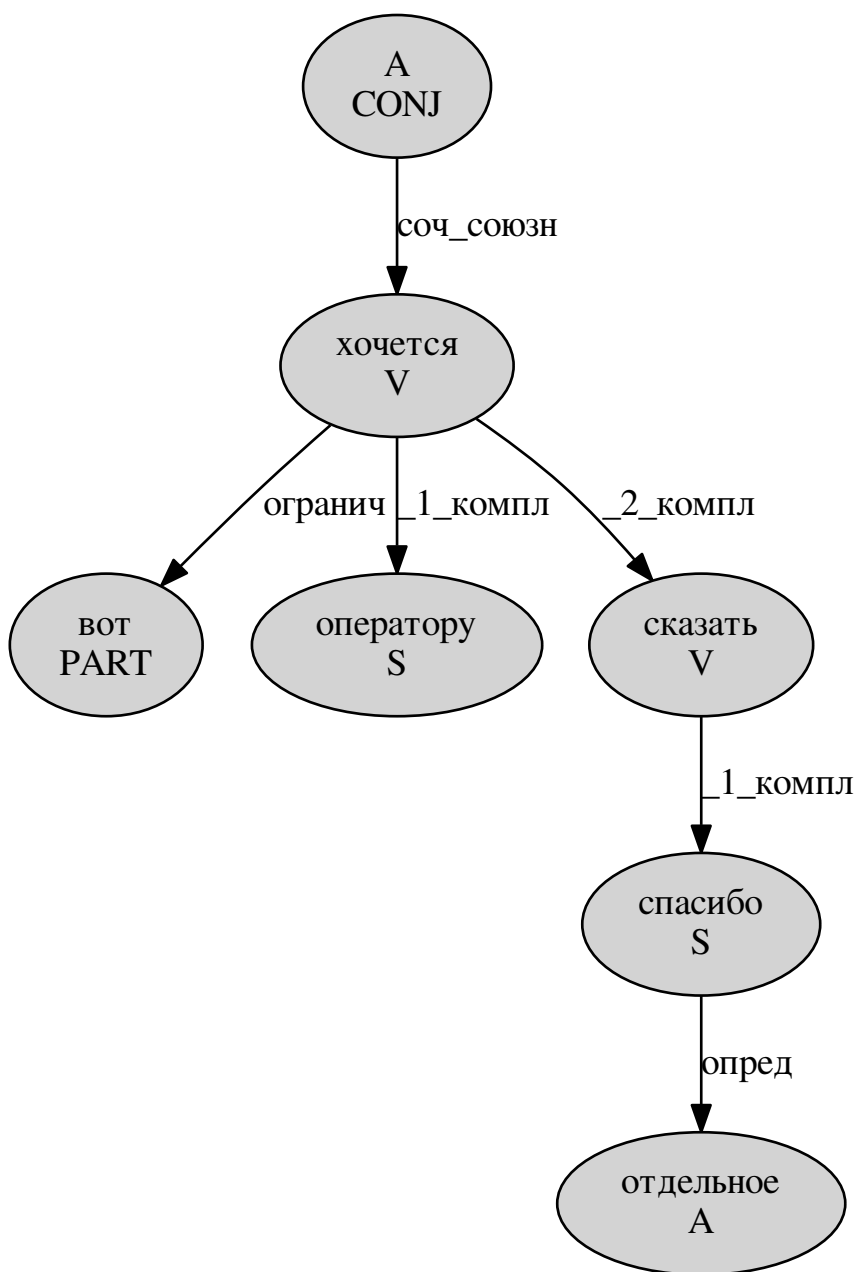 А
CONJ
соч_союзн
хочется
V
огранич
_1_компл
_2_компл
вот
PART
оператору
S
сказать
V
_1_компл
спасибо
S
опред
отдельное
A